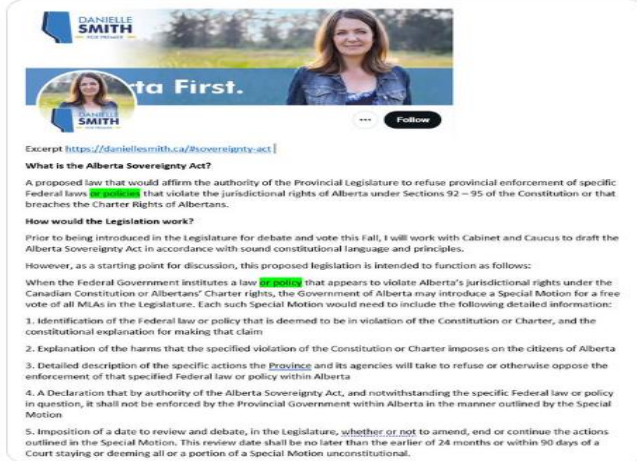 DANIELLE
SMITH
FOR PREMIER
ta First.
DANIELLE
SMITH
... Follow
Excerpt https://daniellesmith.ca/#sovereignty-act
What is the Alberta Sovereignty Act?
A proposed law that would affirm the authority of the Provincial Legislature to refuse provincial enforcement of specific
Federal laws or policies that violate the jurisdictional rights of Alberta under Sections 92 – 95 of the Constitution or that
breaches the Charter Rights of Albertans.
How would the Legislation work?
Prior to being introduced in the Legislature for debate and vote this Fall, I will work with Cabinet and Caucus to draft the
Alberta Sovereignty Act in accordance with sound constitutional language and principles.
However, as a starting point for discussion, this proposed legislation is intended to function as follows:
When the Federal Government institutes a law or policy that appears to violate Alberta's jurisdictional rights under the
Canadian Constitution or Albertans' Charter rights, the Government of Alberta may introduce a Special Motion for a free
vote of all MLAs in the Legislature. Each such Special Motion would need to include the following detailed information:
1. Identification of the Federal law or policy that is deemed to be in violation of the Constitution or Charter, and the
constitutional explanation for making that claim
2. Explanation of the harms that the specified violation of the Constitution or Charter imposes on the citizens of Alberta
3. Detailed description of the specific actions the Province and its agencies will take to refuse or otherwise oppose the
enforcement of that specified Federal law or policy within Alberta
4. A Declaration that by authority of the Alberta Sovereignty Act, and notwithstanding the specific Federal law or policy
in question, it shall not be enforced by the Provincial Government within Alberta in the manner outlined by the Special
Motion
5. Imposition of a date to review and debate, in the Legislature, whether or not to amend, end or continue the actions
outlined in the Special Motion. This review date shall be no later than the earlier of 24 months or within 90 days of a
Court staying or deeming all or a portion of a Special Motion unconstitutional.